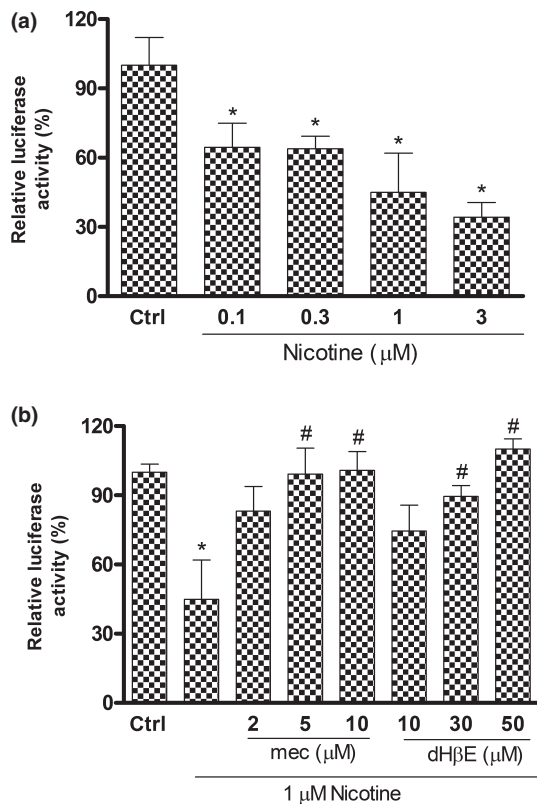 (a)
120
90
60
30
0
Relative luciferase
activity (%)
* * * *
Ctrl 0.1 0.3 1 3
Nicotine (μM)
(b)
120
90
60
30
0
Relative luciferase
activity (%)
* # # # #
Ctrl 2 5 10 10 30 50
mec (μM) dHβE (μM)
1 μM Nicotine